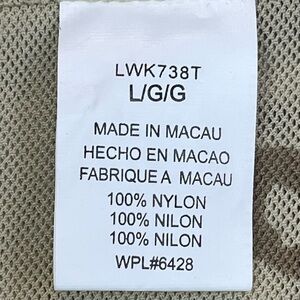 LWK738T
L/G/G
MADE IN MACAU
HECHO EN MACAO
FABRIQUE A MACAU
100% NYLON
100% NILON
100% NILON
WPL#6428